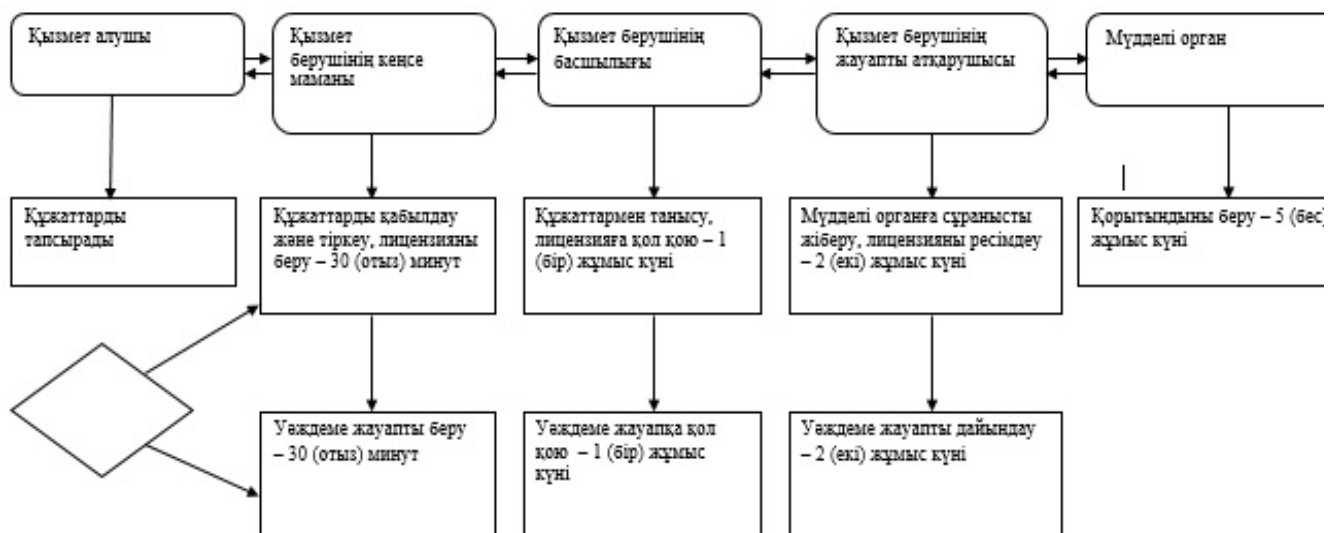 Қызмет алушы
Қызмет
берушінің кеңсе
маманы
Қызмет берушінің
басшылығы
Қызмет берушінің
жауапты атқарушысы
Мүдделі орган
Құжаттарды
тапсырады
Құжаттарды қабылдау
және тіркеу, лицензияны
беру – 30 (отыз) минут
Құжаттармен танысу,
лицензияға қол қою – 1
(бір) жұмыс күні
Мүдделі органға сұранысты
жіберу, лицензияны ресімдеу
– 2 (екі) жұмыс күні
Қорытындыны беру – 5 (бес)
жұмыс күні
Уәждеме жауапты беру
– 30 (отыз) минут
Уәждеме жауапқа қол
қою – 1 (бір) жұмыс
күні
Уәждеме жауапты дайындау
– 2 (екі) жұмыс күні